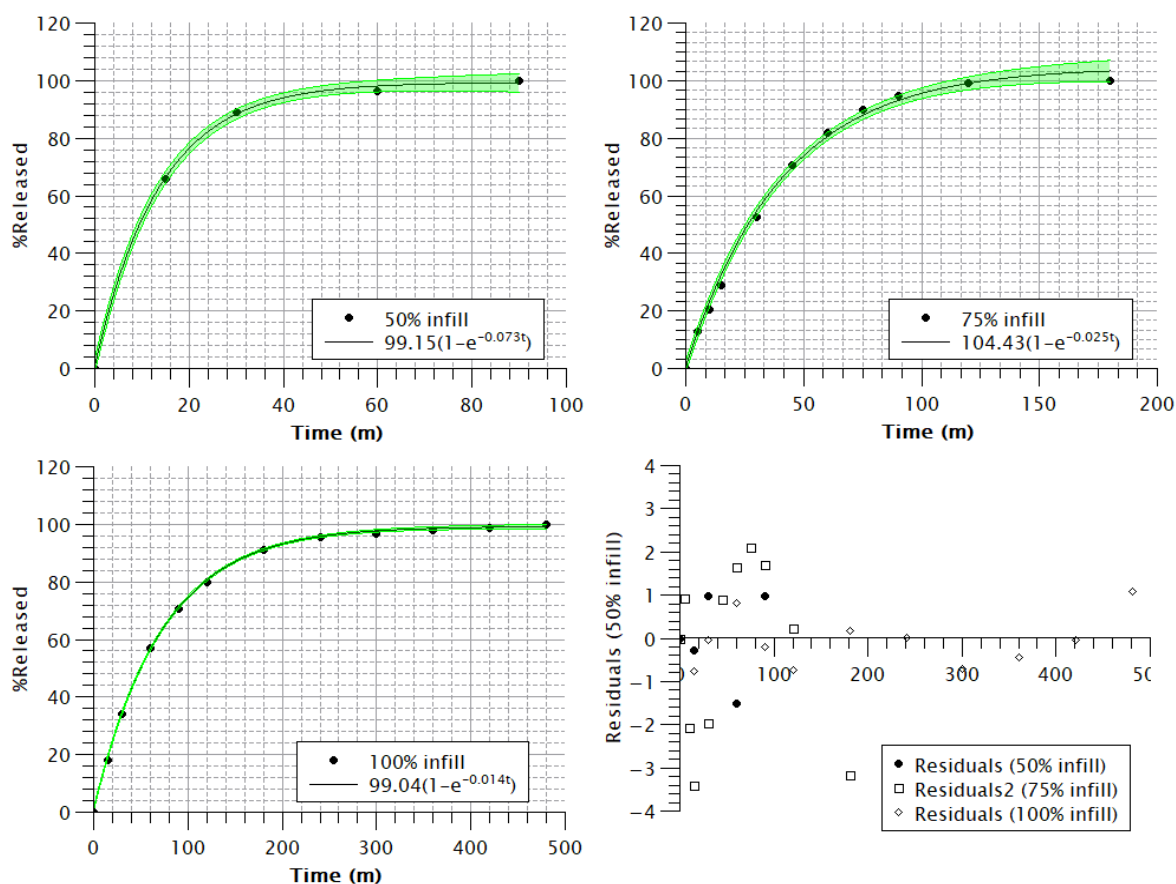 120
100
80
60
40
20
0
%Released
0 20 40 60 80 100
Time (m)
50% infill
99.15(1-e^-0.073t)
120
100
80
60
40
20
0
%Released
0 50 100 150 200
Time (m)
75% infill
104.43(1-e^-0.025t)
120
100
80
60
40
20
0
%Released
0 100 200 300 400 500
Time (m)
100% infill
99.04(1-e^-0.014t)
4
3
2
1
0
-1
-2
-3
-4
Residuals (50% infill)
0 100 200 300 400 500
Residuals (50% infill)
Residuals2 (75% infill)
Residuals (100% infill)